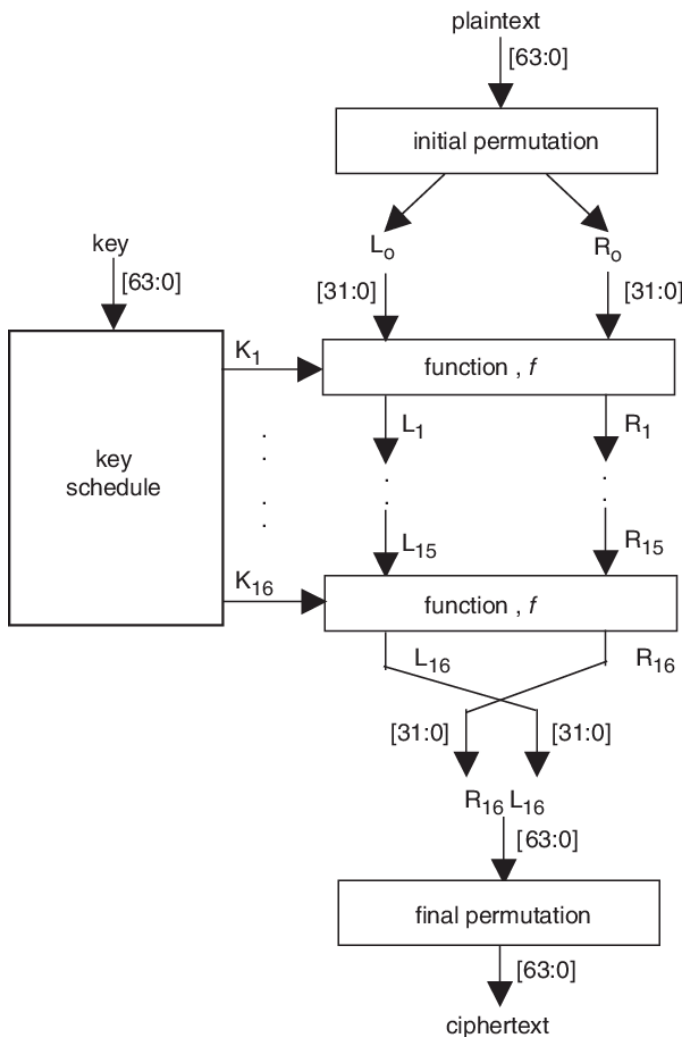 plaintext
[63:0]
initial permutation
L₀ R₀
key
[63:0]
[31:0] [31:0]
K₁
function , f
L₁ R₁
key
schedule
L₁₅ R₁₅
K₁₆
function , f
L₁₆ R₁₆
[31:0] [31:0]
R₁₆ L₁₆
[63:0]
final permutation
[63:0]
ciphertext